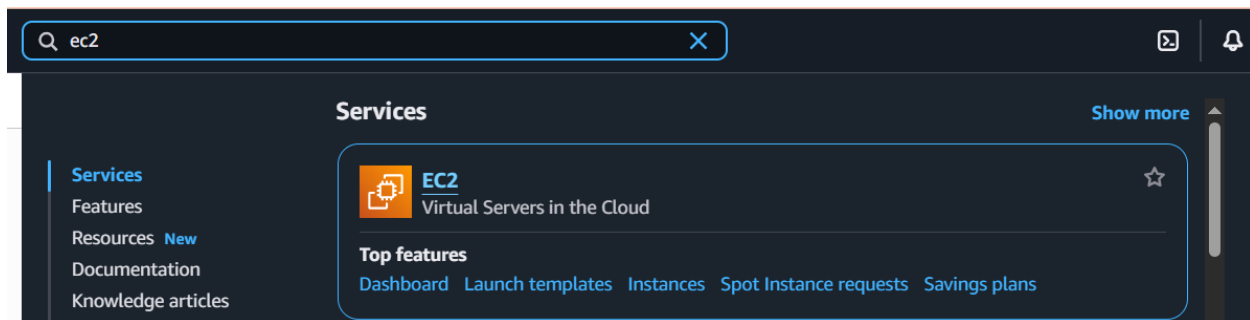 ec2
Services
Show more
Services
Features
Resources New
Documentation
Knowledge articles
EC2
Virtual Servers in the Cloud
Top features
Dashboard Launch templates Instances Spot Instance requests Savings plans